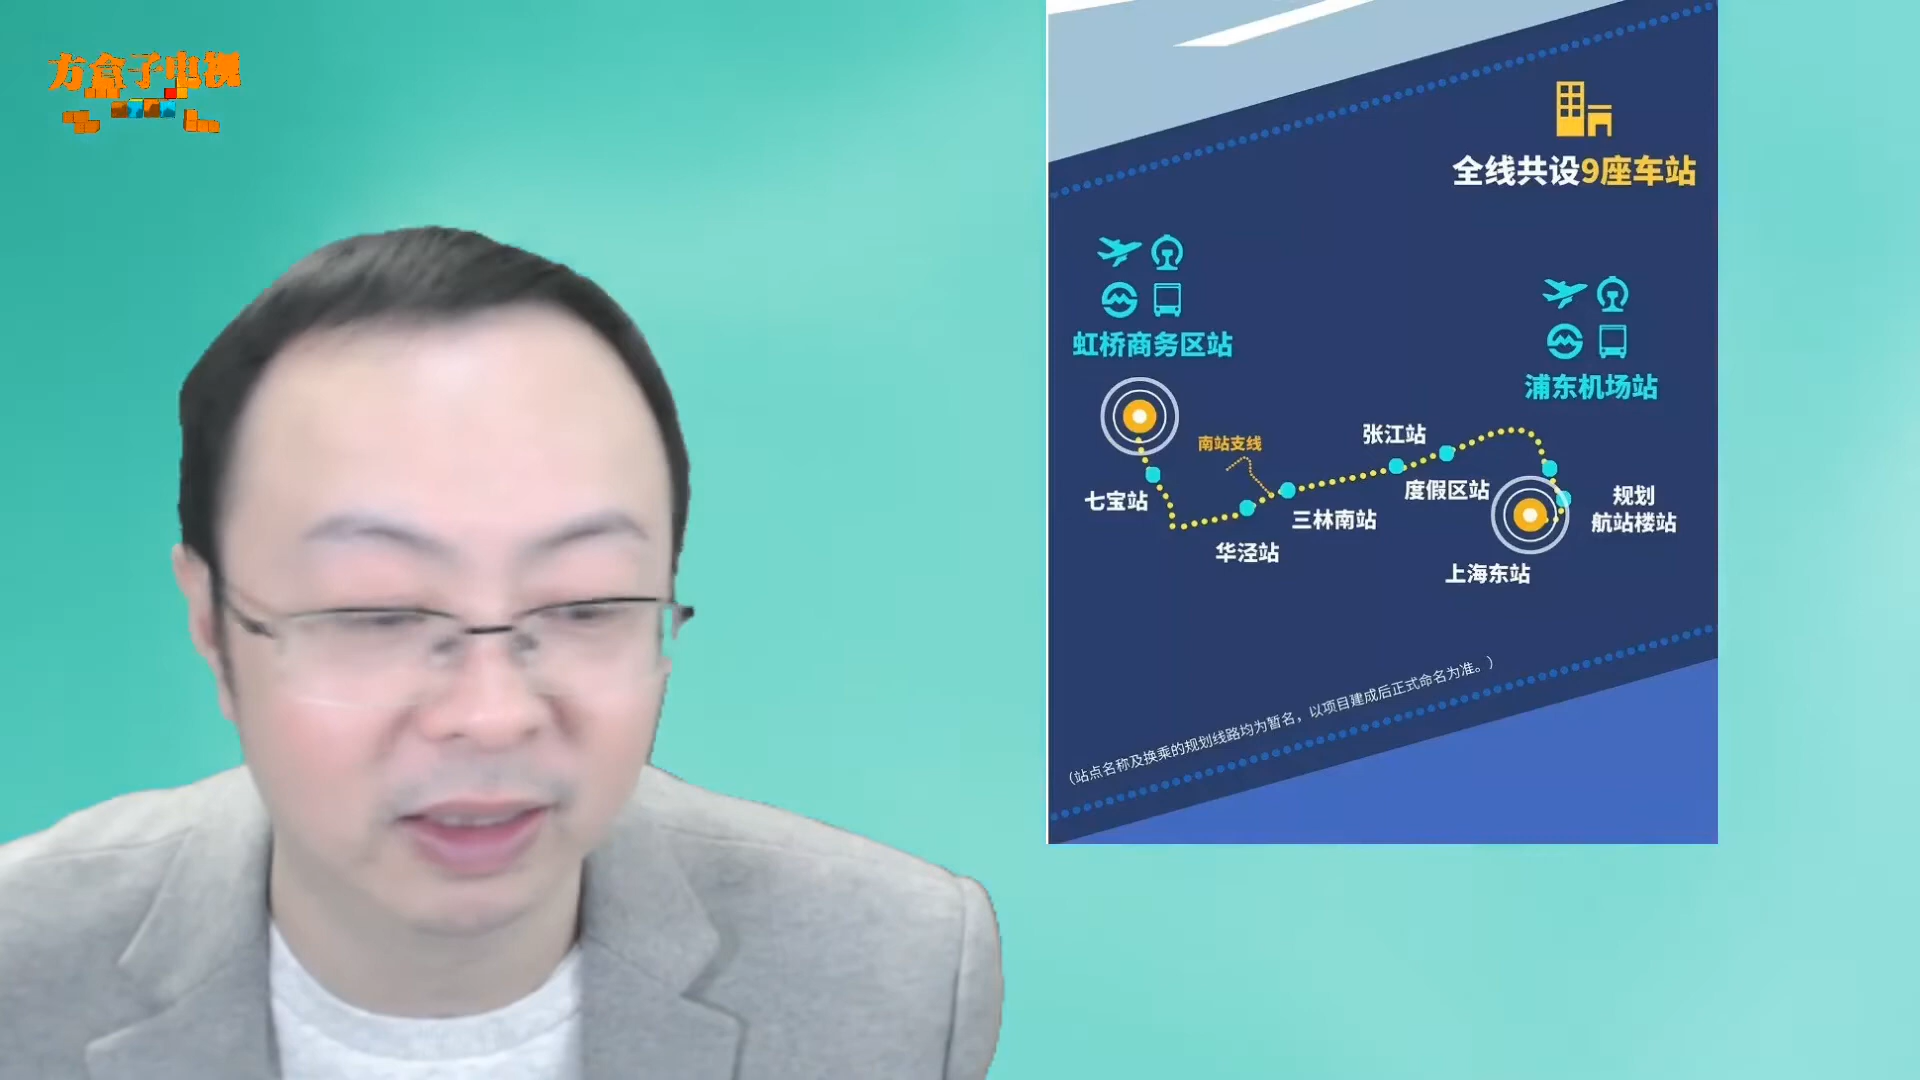 方盒子电视
全线共设9座车站
虹桥商务区站
浦东机场站
南站支线
张江站
七宝站
度假区站
三林南站
规划
航站楼站
华泾站
上海东站
（站点名称及换乘的规划线路均为暂名，以项目建成后正式命名为准。）